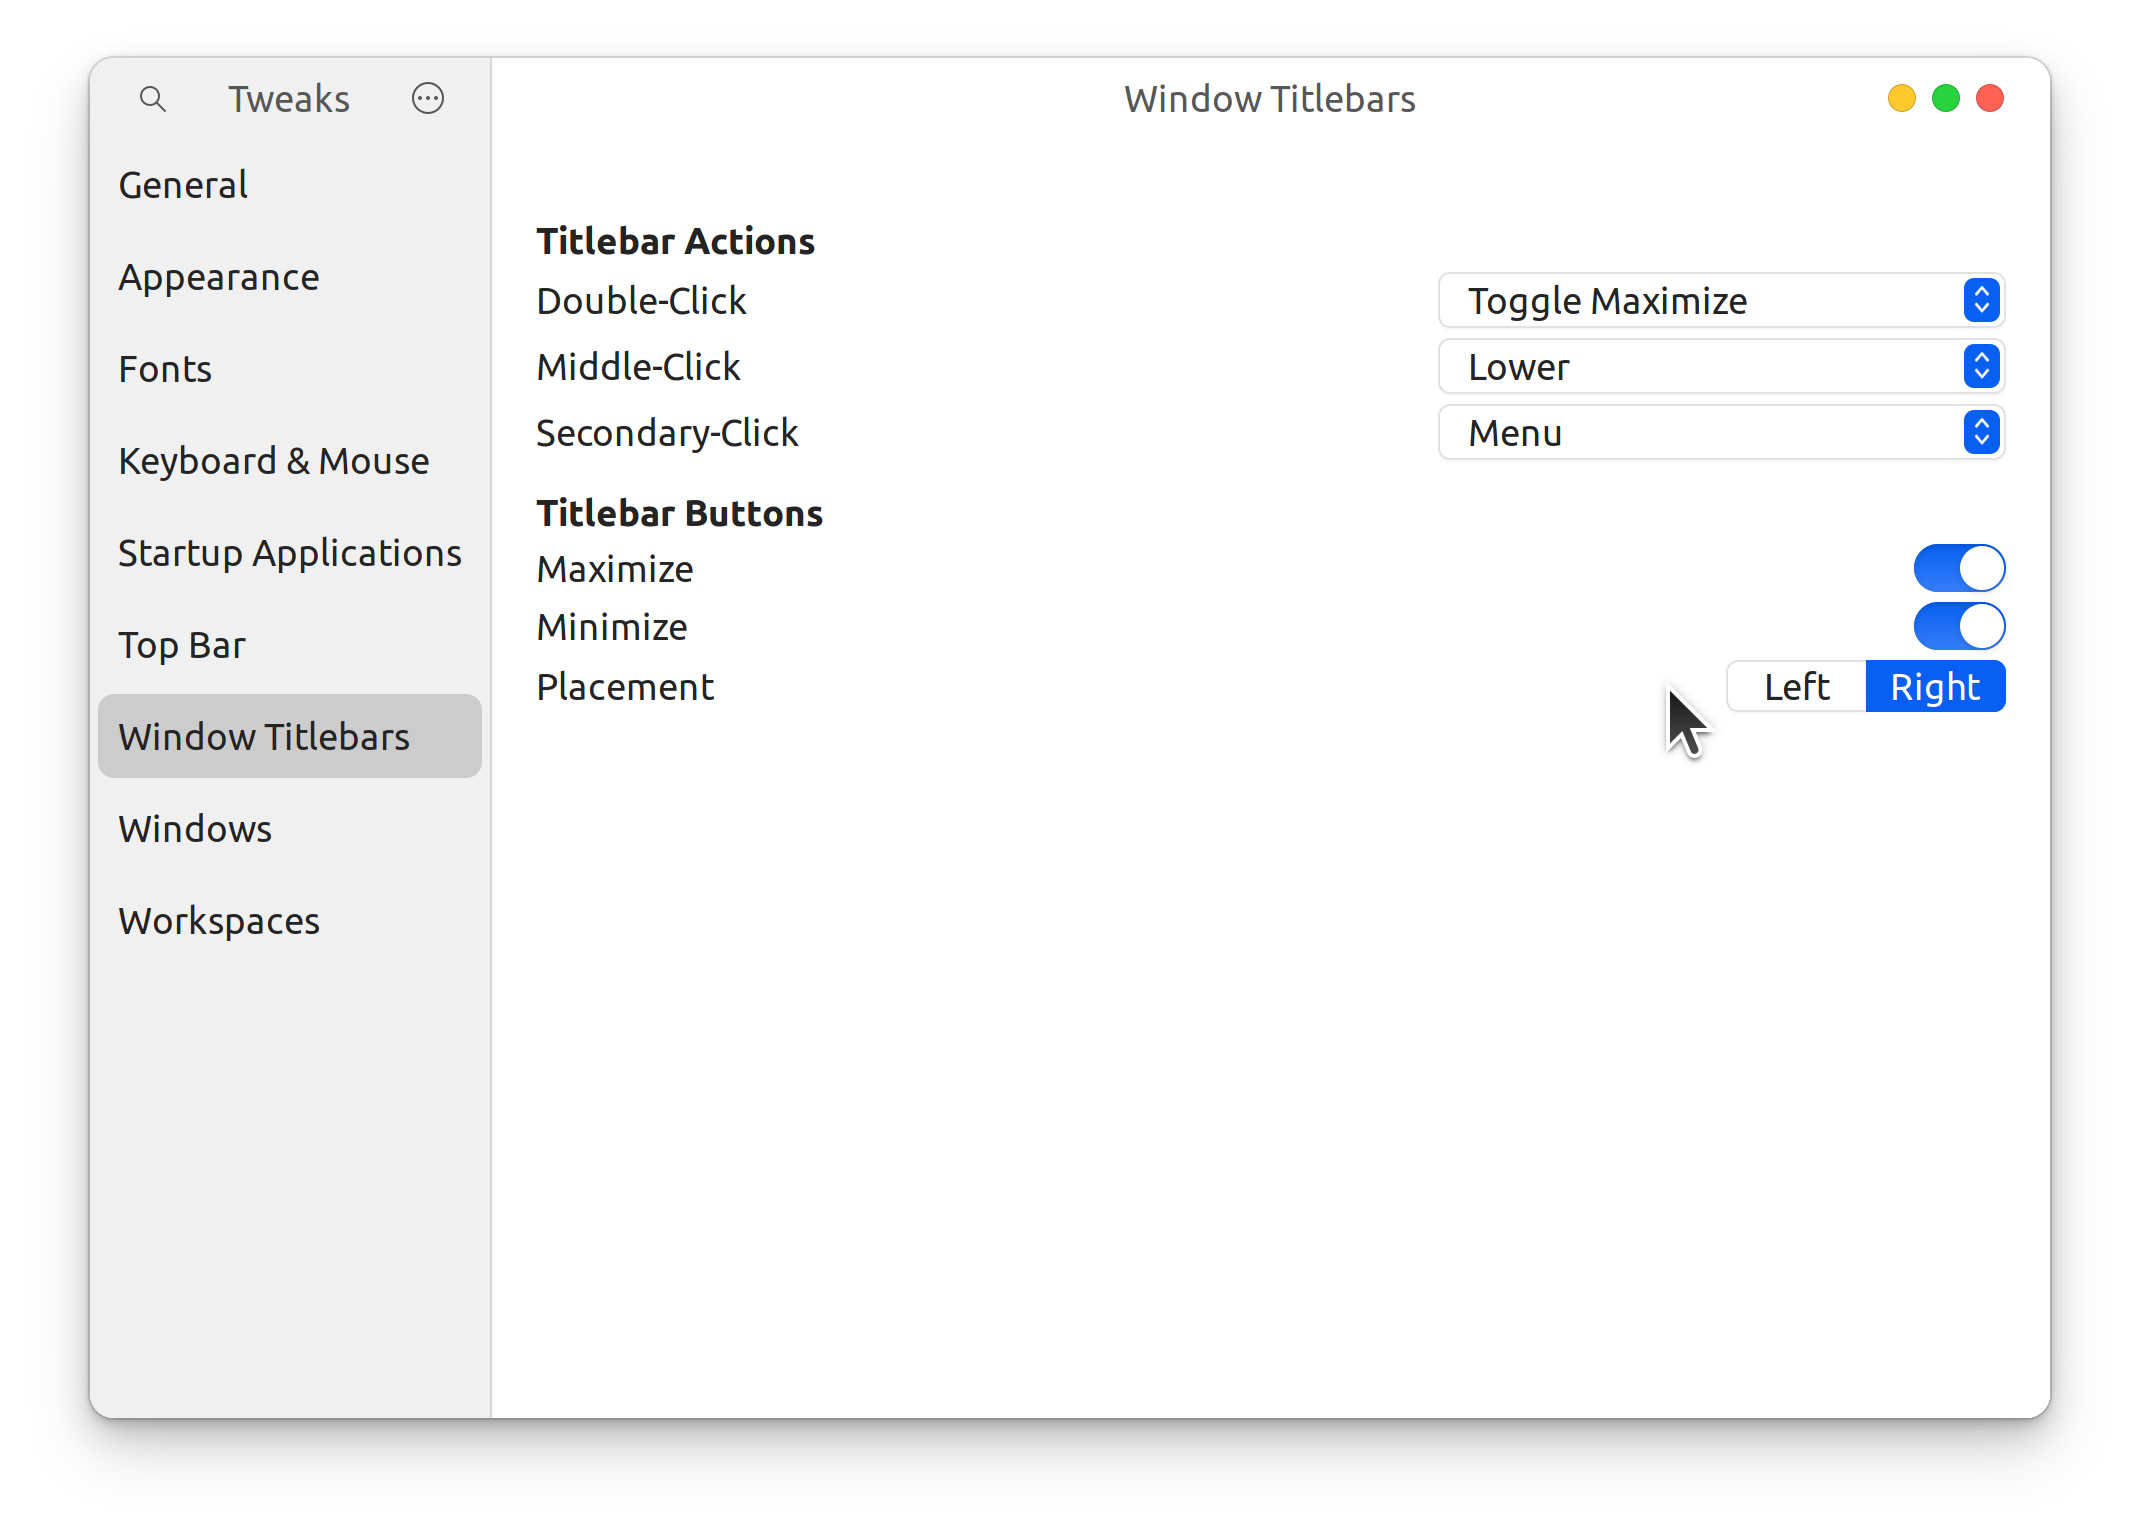 Tweaks
Window Titlebars
General
Appearance
Fonts
Keyboard & Mouse
Startup Applications
Top Bar
Window Titlebars
Windows
Workspaces
Titlebar Actions
Double-Click Toggle Maximize
Middle-Click Lower
Secondary-Click Menu
Titlebar Buttons
Maximize
Minimize
Placement Left Right